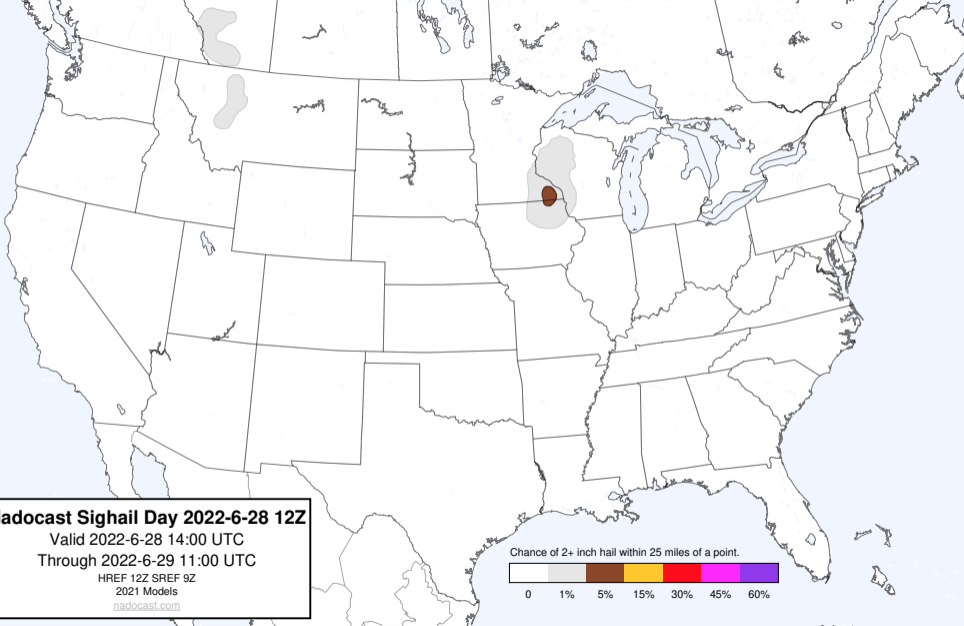 adocast Sighail Day 2022-6-28 12Z
Valid 2022-6-28 14:00 UTC
Through 2022-6-29 11:00 UTC
HREF 12Z SREF 9Z
2021 Models
nadocast.com
Chance of 2+ inch hail within 25 miles of a point.
0 1% 5% 15% 30% 45% 60%